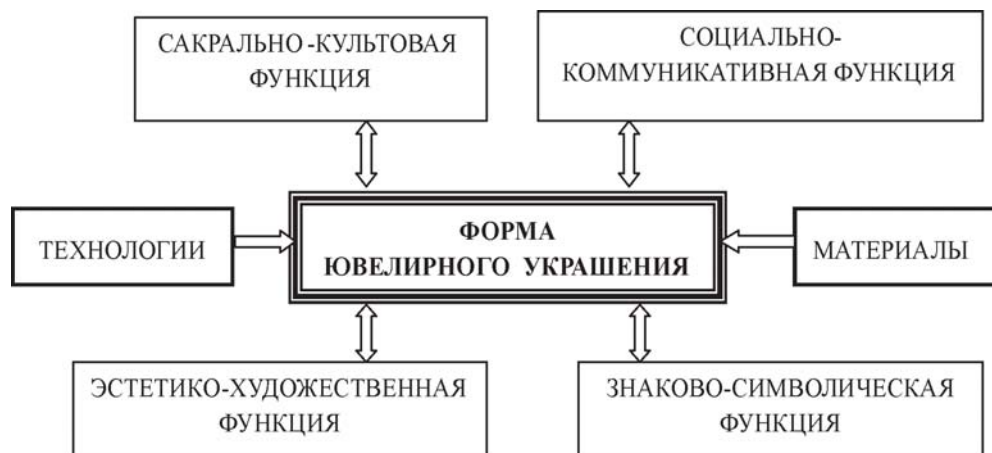 САКРАЛЬНО -КУЛЬТОВАЯ
ФУНКЦИЯ
СОЦИАЛЬНО-
КОММУНИКАТИВНАЯ ФУНКЦИЯ
ТЕХНОЛОГИИ
ФОРМА
ЮВЕЛИРНОГО УКРАШЕНИЯ
МАТЕРИАЛЫ
ЭСТЕТИКО-ХУДОЖЕСТВЕННАЯ
ФУНКЦИЯ
ЗНАКОВО-СИМВОЛИЧЕСКАЯ
ФУНКЦИЯ